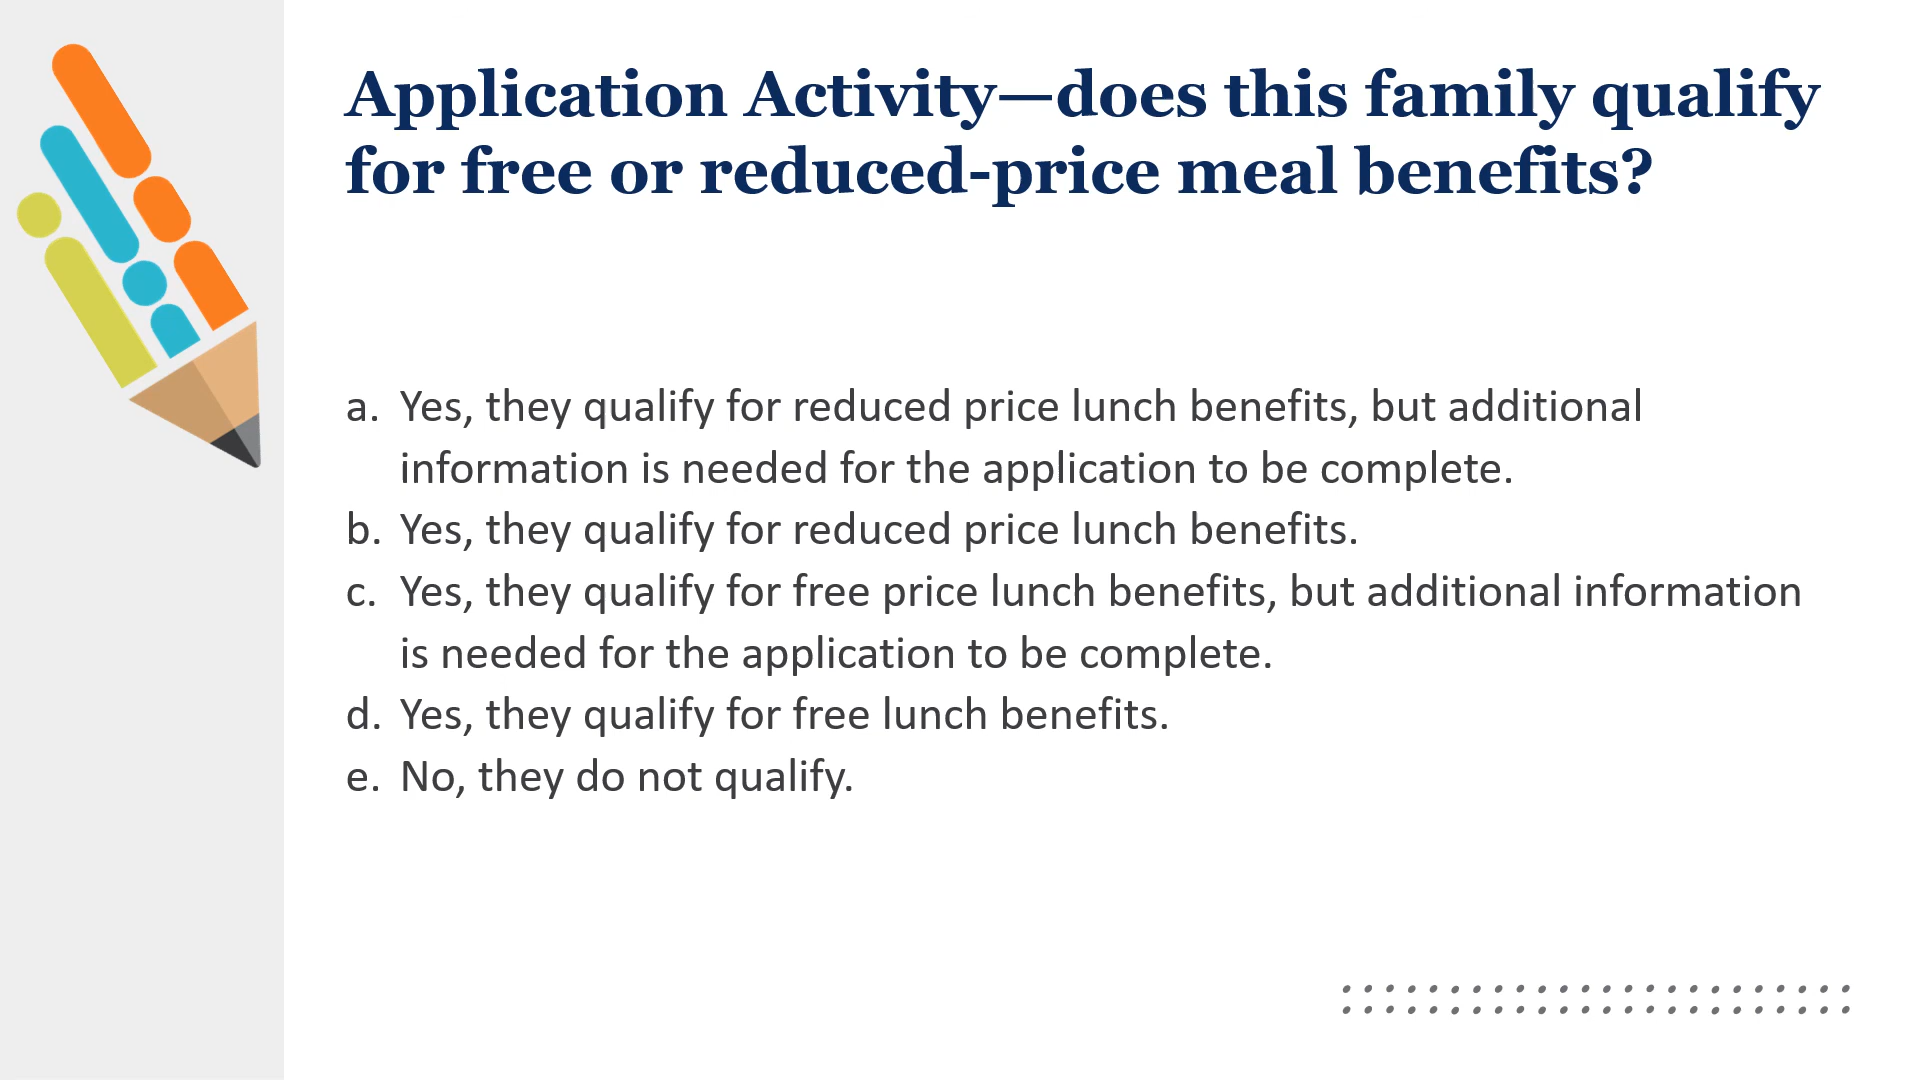 Application Activity—does this family qualify
for free or reduced-price meal benefits?
a. Yes, they qualify for reduced price lunch benefits, but additional
information is needed for the application to be complete.
b. Yes, they qualify for reduced price lunch benefits.
c. Yes, they qualify for free price lunch benefits, but additional information
is needed for the application to be complete.
d. Yes, they qualify for free lunch benefits.
e. No, they do not qualify.